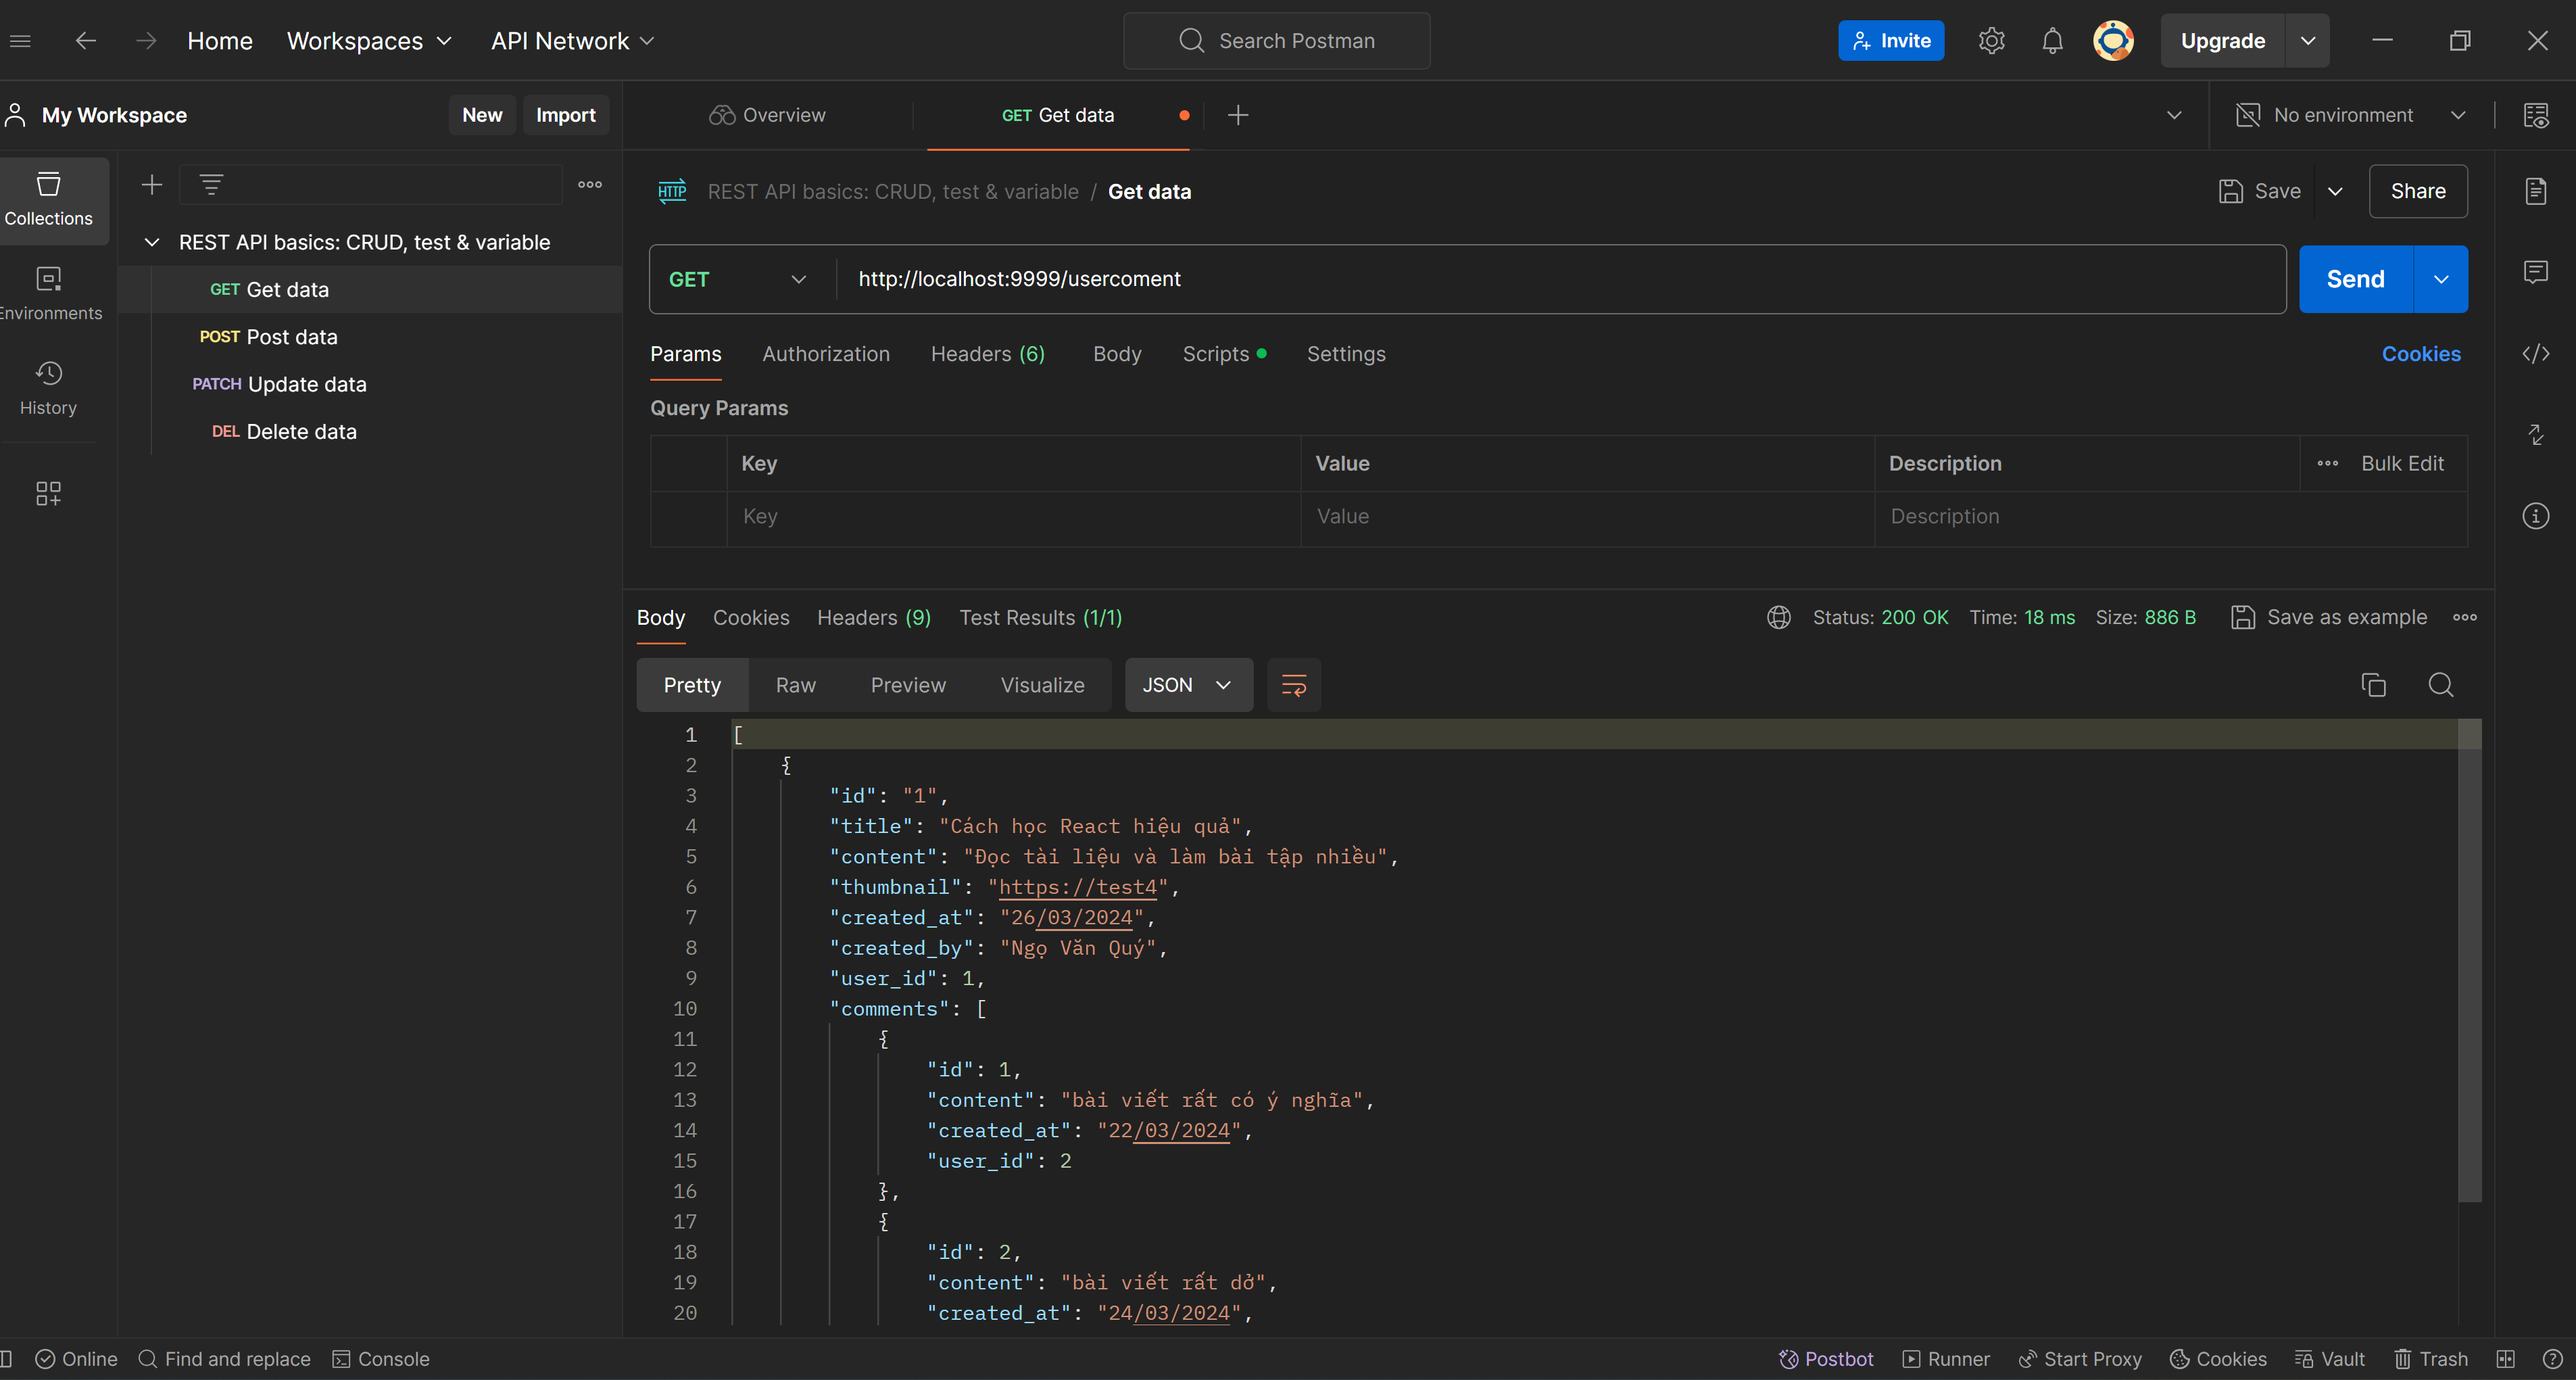 Home Workspaces API Network Search Postman Invite Upgrade
My Workspace New Import Overview GET Get data No environment
Collections
Environments
History
REST API basics: CRUD, test & variable
GET Get data
POST Post data
PATCH Update data
DEL Delete data
HTTP REST API basics: CRUD, test & variable / Get data Save Share
GET http://localhost:9999/usercoment Send
Params Authorization Headers (6) Body Scripts Settings Cookies
Query Params
Key Value Description Bulk Edit
Key Value Description
Body Cookies Headers (9) Test Results (1/1) Status: 200 OK Time: 18 ms Size: 886 B Save as example
Pretty Raw Preview Visualize JSON
1 [
2 {
3 "id": "1",
4 "title": "Cách học React hiệu quả",
5 "content": "Đọc tài liệu và làm bài tập nhiều",
6 "thumbnail": "https://test4",
7 "created_at": "26/03/2024",
8 "created_by": "Ngọ Văn Quý",
9 "user_id": 1,
10 "comments": [
11 {
12 "id": 1,
13 "content": "bài viết rất có ý nghĩa",
14 "created_at": "22/03/2024",
15 "user_id": 2
16 },
17 {
18 "id": 2,
19 "content": "bài viết rất dở",
20 "created_at": "24/03/2024",
Online Find and replace Console Postbot Runner Start Proxy Cookies Vault Trash